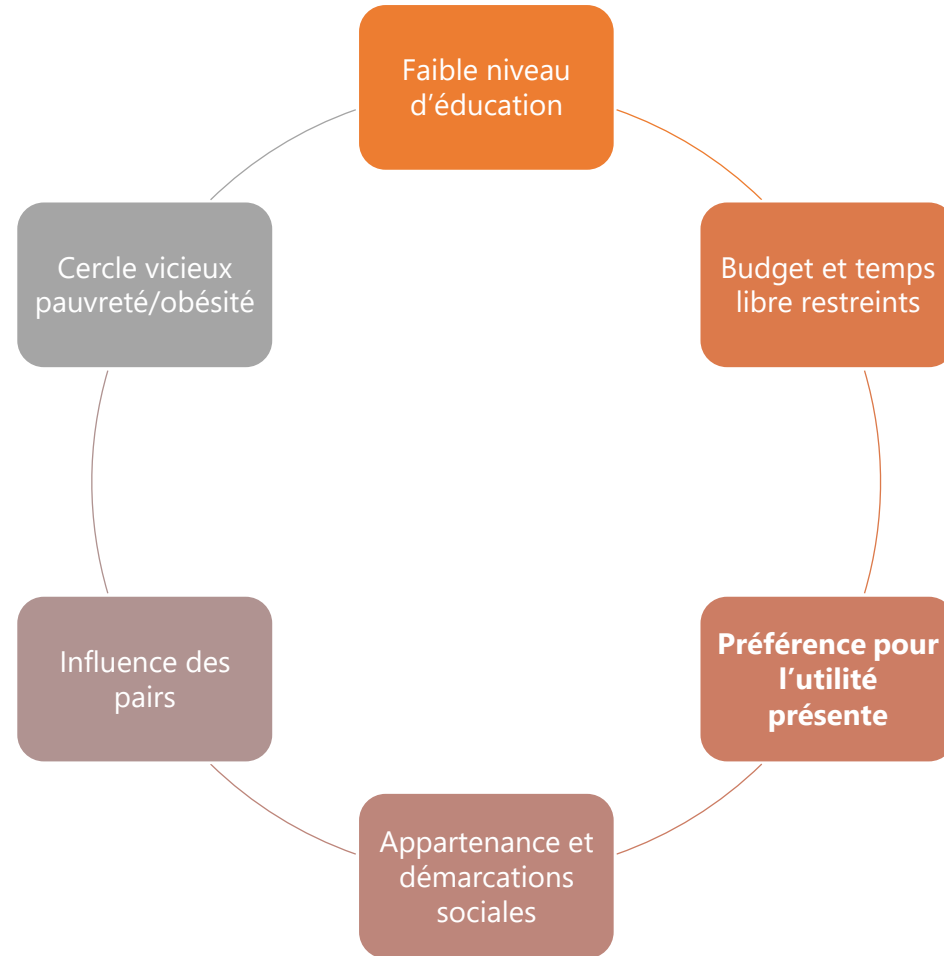 Faible niveau
d’éducation
Budget et temps
libre restreints
Préférence pour
l’utilité
présente
Appartenance et
démarcations
sociales
Influence des
pairs
Cercle vicieux
pauvreté/obésité